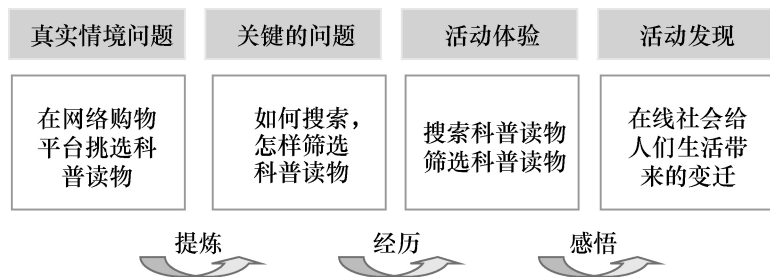 真实情境问题
关键的问题
活动体验
活动发现
在网络购物
平台挑选科
普读物
如何搜索，
怎样筛选
科普读物
搜索科普读物
筛选科普读物
在线社会给
人们生活带
来的变迁
提炼
经历
感悟